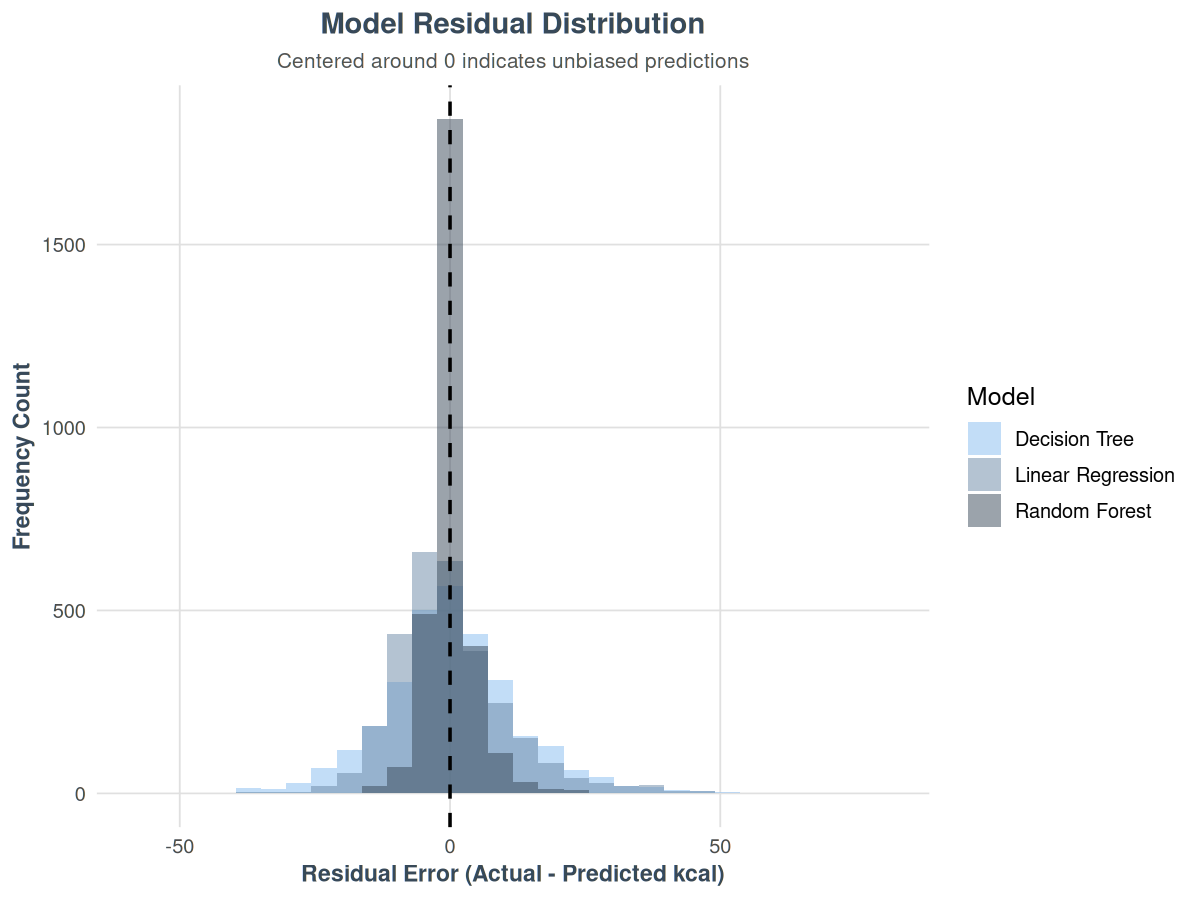 Model Residual Distribution
Centered around 0 indicates unbiased predictions
Frequency Count
1500
1000
500
0
-50
0
50
Residual Error (Actual - Predicted kcal)
Model
Decision Tree
Linear Regression
Random Forest